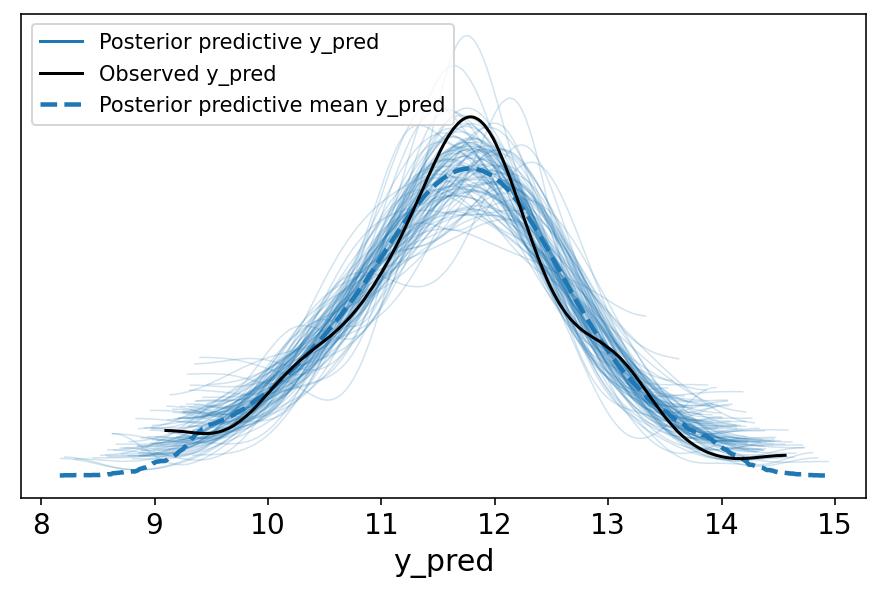 Posterior predictive y_pred
Observed y_pred
Posterior predictive mean y_pred
8 9 10 11 12 13 14 15
y_pred